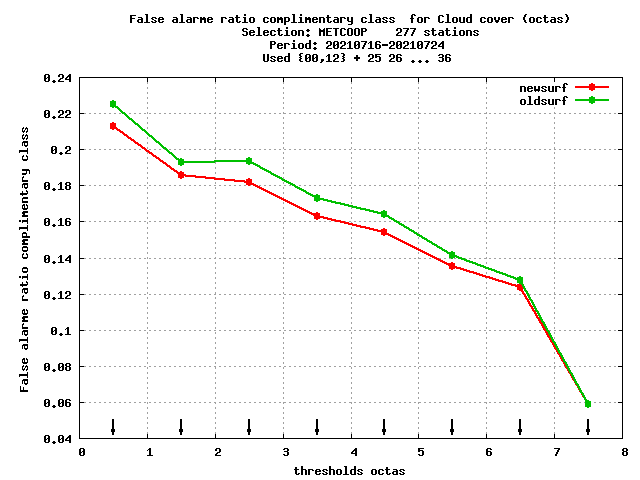 False alarme ratio complimentary class  for Cloud cover (octas)
Selection: METCOOP    277 stations
Period: 20210716-20210724
Used {00,12} + 25 26 ... 36
newsurf
oldsurf
False alarme ratio complimentary class
0.24
0.22
0.2
0.18
0.16
0.14
0.12
0.1
0.08
0.06
0.04
0 1 2 3 4 5 6 7 8
thresholds octas